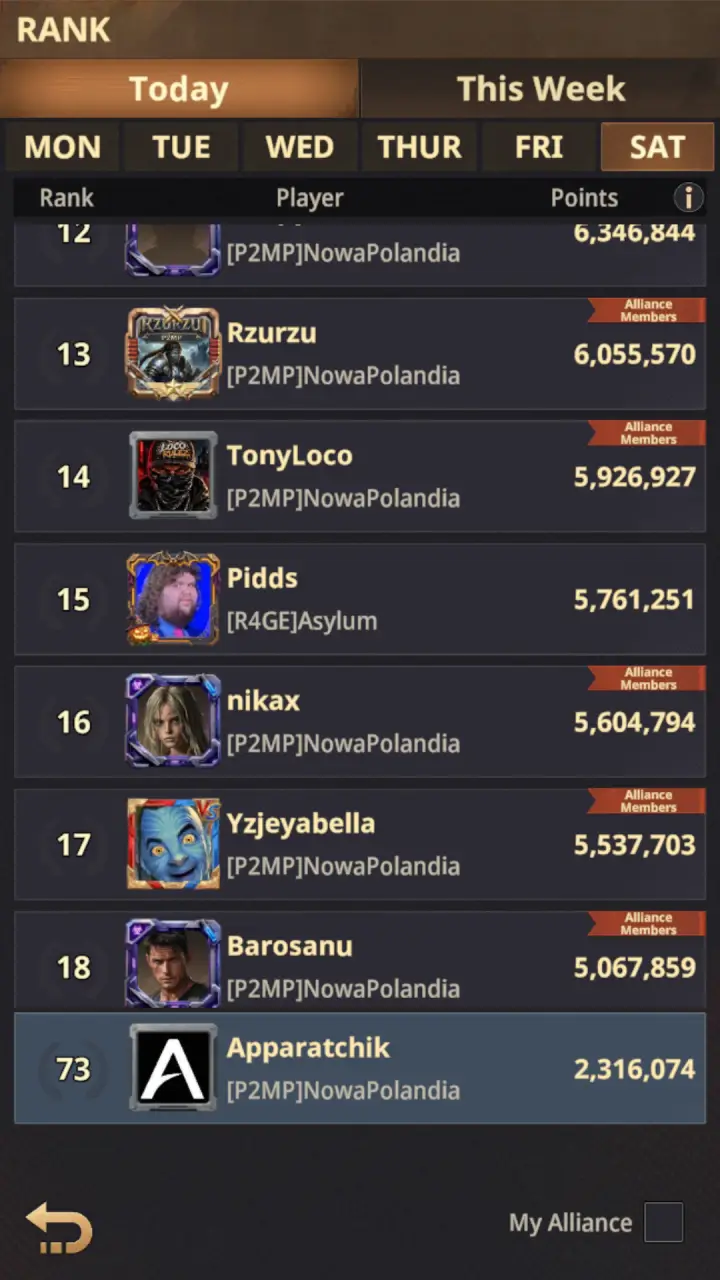 RANK
Today
This Week
MON
TUE
WED
THUR
FRI
SAT
Rank
Player
Points
i
12
[P2MP]NowaPolandia
6,346,844
13
RZURZU
P2MP
Rzurzu
[P2MP]NowaPolandia
Alliance
Members
6,055,570
14
LOCO
TonyLoco
[P2MP]NowaPolandia
Alliance
Members
5,926,927
15
Pidds
[R4GE]Asylum
5,761,251
16
nikax
[P2MP]NowaPolandia
Alliance
Members
5,604,794
17
VS
Yzjeyabella
[P2MP]NowaPolandia
Alliance
Members
5,537,703
18
Barosanu
[P2MP]NowaPolandia
Alliance
Members
5,067,859
73
A
Apparatchik
[P2MP]NowaPolandia
2,316,074
My Alliance